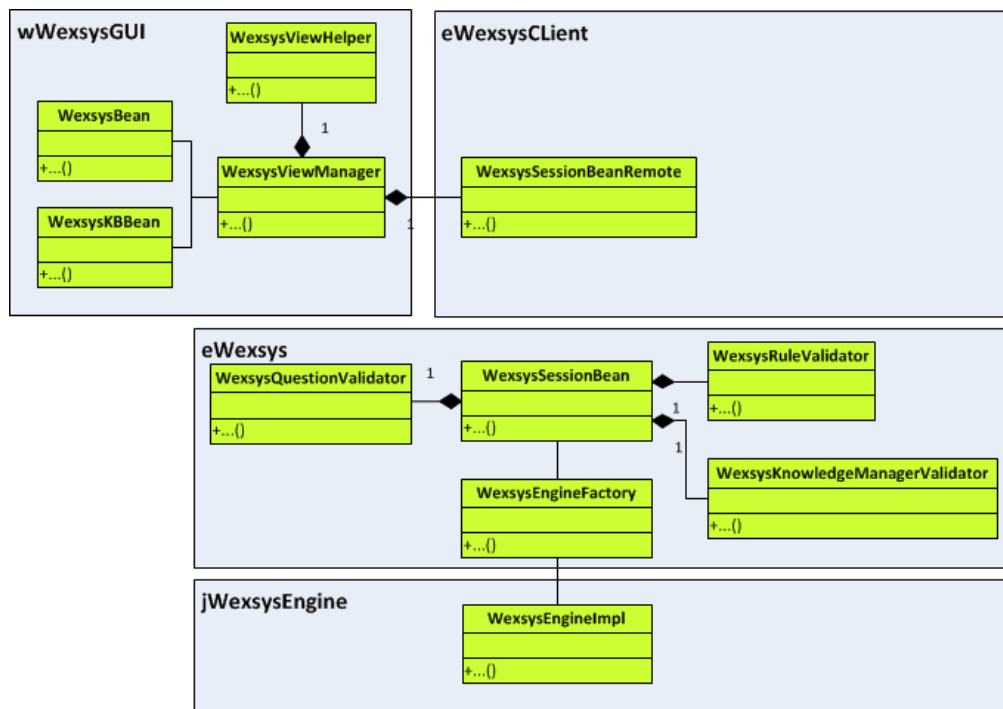 wWexsysGUI
WexsysViewHelper
+...()
WexsysBean
+...()
1
WexsysViewManager
+...()
WexsysKBBean
+...()
1
eWexsysCLient
WexsysSessionBeanRemote
+...()
eWexsys
WexsysQuestionValidator
+...()
1
WexsysSessionBean
+...()
WexsysRuleValidator
+...()
1
1
WexsysKnowledgeManagerValidator
+...()
WexsysEngineFactory
+...()
jWexsysEngine
WexsysEngineImpl
+...()